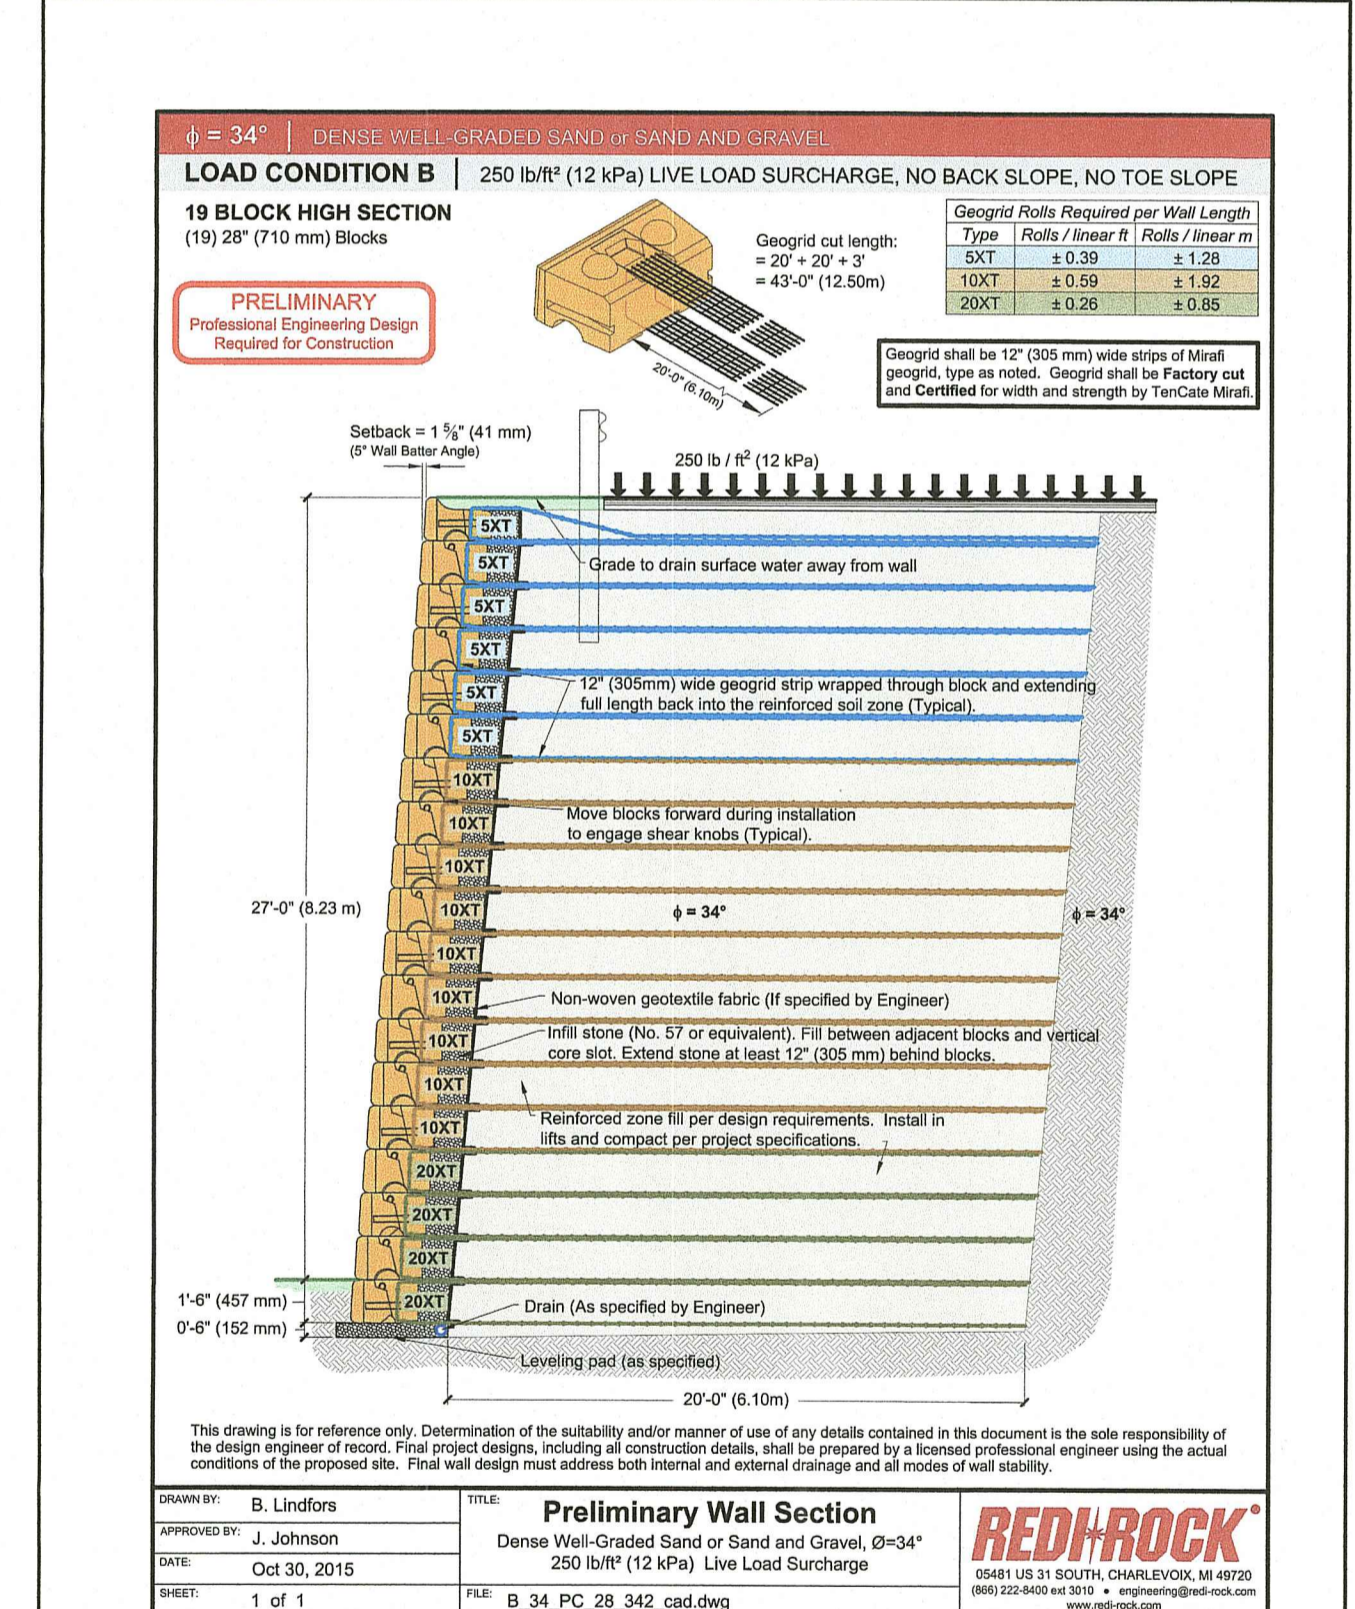 ϕ = 34° | DENSE WELL-GRADED SAND or SAND AND GRAVEL
LOAD CONDITION B | 250 lb/ft² (12 kPa) LIVE LOAD SURCHARGE, NO BACK SLOPE, NO TOE SLOPE
19 BLOCK HIGH SECTION
(19) 28" (710 mm) Blocks
PRELIMINARY
Professional Engineering Design
Required for Construction
Geogrid cut length:
= 20' + 20' + 3'
= 43'-0" (12.50m)
20'-0" (6.10m)
Geogrid Rolls Required per Wall Length
Type Rolls / linear ft Rolls / linear m
5XT ± 0.39 ± 1.28
10XT ± 0.59 ± 1.92
20XT ± 0.26 ± 0.85
Geogrid shall be 12" (305 mm) wide strips of Mirafi
geogrid, type as noted. Geogrid shall be Factory cut
and Certified for width and strength by TenCate Mirafi.
Setback = 1 ⅝" (41 mm)
(5° Wall Batter Angle)
250 lb / ft² (12 kPa)
5XT
5XT
Grade to drain surface water away from wall
5XT
5XT
5XT
12" (305mm) wide geogrid strip wrapped through block and extending
full length back into the reinforced soil zone (Typical).
5XT
10XT
10XT
Move blocks forward during installation
to engage shear knobs (Typical).
10XT
27'-0" (8.23 m)
10XT
ϕ = 34°
ϕ = 34°
10XT
10XT
Non-woven geotextile fabric (If specified by Engineer)
10XT
Infill stone (No. 57 or equivalent). Fill between adjacent blocks and vertical
core slot. Extend stone at least 12" (305 mm) behind blocks.
10XT
10XT
Reinforced zone fill per design requirements. Install in
lifts and compact per project specifications.
20XT
20XT
20XT
20XT
1'-6" (457 mm)
0'-6" (152 mm)
Drain (As specified by Engineer)
Leveling pad (as specified)
20'-0" (6.10m)
This drawing is for reference only. Determination of the suitability and/or manner of use of any details contained in this document is the sole responsibility of
the design engineer of record. Final project designs, including all construction details, shall be prepared by a licensed professional engineer using the actual
conditions of the proposed site. Final wall design must address both internal and external drainage and all modes of wall stability.
DRAWN BY: B. Lindfors
APPROVED BY: J. Johnson
DATE: Oct 30, 2015
SHEET: 1 of 1
TITLE: Preliminary Wall Section
Dense Well-Graded Sand or Sand and Gravel, Ø=34°
250 lb/ft² (12 kPa) Live Load Surcharge
FILE: B_34_PC_28_342_cad.dwg
REDI ROCK®
05481 US 31 SOUTH, CHARLEVOIX, MI 49720
(866) 222-8400 ext 3010 • engineering@redi-rock.com
www.redi-rock.com